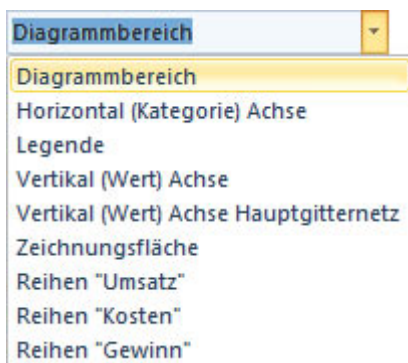 Diagrammbereich
Diagrammbereich
Horizontal (Kategorie) Achse
Legende
Vertikal (Wert) Achse
Vertikal (Wert) Achse Hauptgitternetz
Zeichnungsfläche
Reihen "Umsatz"
Reihen "Kosten"
Reihen "Gewinn"